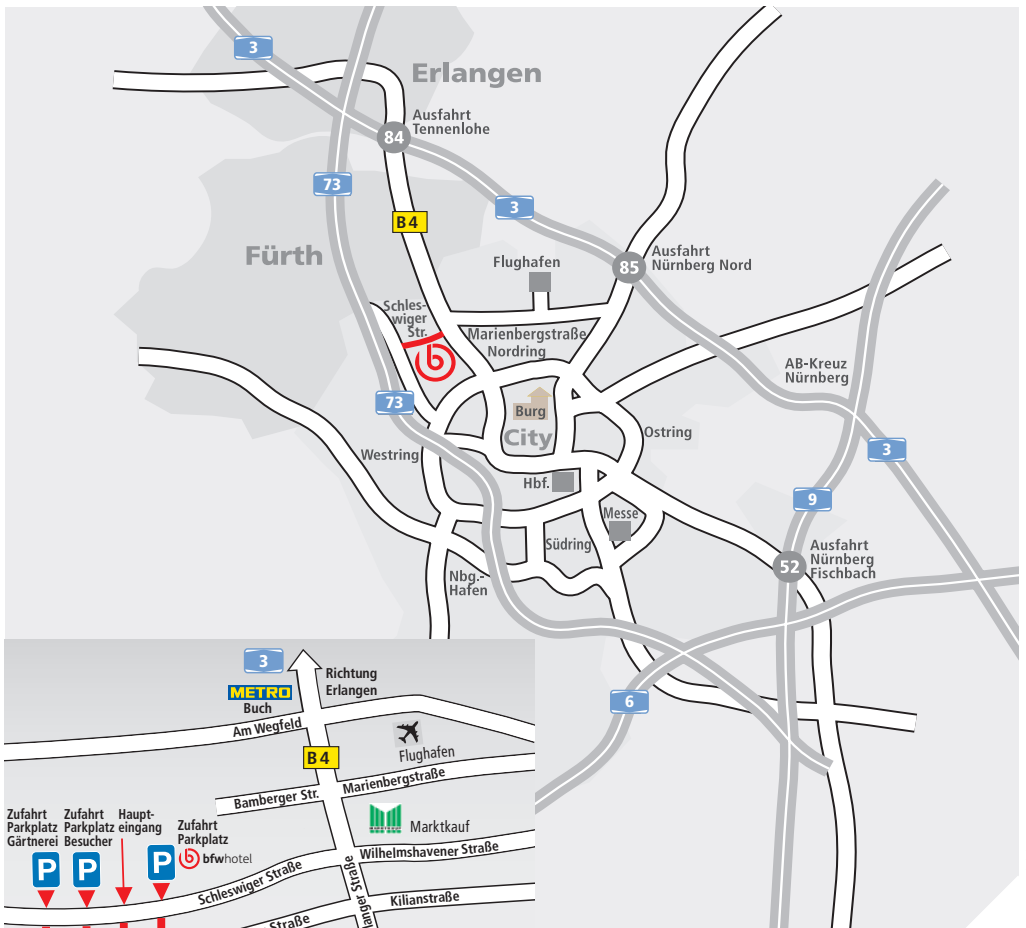 3
Erlangen
Ausfahrt
Tennenlohe
84
73
3
B4
Fürth
Ausfahrt
Nürnberg Nord
85
Flughafen
Schles-
wiger
Str.
Marienbergstraße
Nordring
AB-Kreuz
Nürnberg
73
Burg
City
Ostring
Westring
3
Hbf.
9
Messe
Südring
Ausfahrt
Nürnberg
Fischbach
52
Nbg.-
Hafen
6
3
Richtung
Erlangen
METRO
Buch
Am Wegfeld
B4
Flughafen
Bamberger Str.
Marienbergstraße
Marktkauf
Zufahrt
Parkplatz
Gärtnerei
Zufahrt
Parkplatz
Besucher
Haupt-
eingang
Zufahrt
Parkplatz
bfwhotel
P
P
P
Wilhelmshavener Straße
Schleswiger Straße
langer Straße
Kilianstraße
Straße